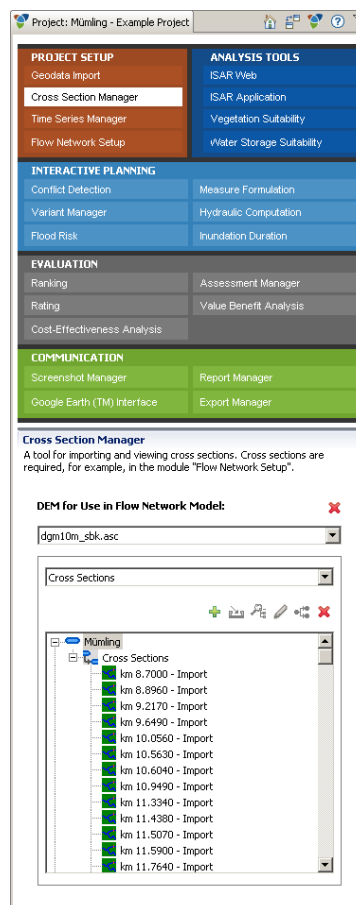 Project: Mümling - Example Project
PROJECT SETUP
Geodata Import
Cross Section Manager
Time Series Manager
Flow Network Setup
ANALYSIS TOOLS
ISAR Web
ISAR Application
Vegetation Suitability
Water Storage Suitability
INTERACTIVE PLANNING
Conflict Detection
Measure Formulation
Variant Manager
Hydraulic Computation
Flood Risk
Inundation Duration
EVALUATION
Ranking
Assessment Manager
Rating
Value Benefit Analysis
Cost-Effectiveness Analysis
COMMUNICATION
Screenshot Manager
Report Manager
Google Earth (TM) Interface
Export Manager
Cross Section Manager
A tool for importing and viewing cross sections. Cross sections are
required, for example, in the module "Flow Network Setup".
DEM for Use in Flow Network Model:
dgm10m_sbk.asc
Cross Sections
Mümling
Cross Sections
km 8.7000 - Import
km 8.8960 - Import
km 9.2170 - Import
km 9.6490 - Import
km 10.0560 - Import
km 10.5630 - Import
km 10.6040 - Import
km 10.9490 - Import
km 11.3340 - Import
km 11.4380 - Import
km 11.5070 - Import
km 11.5900 - Import
km 11.7640 - Import